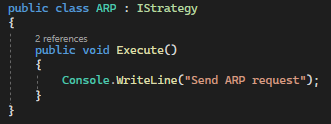 public class ARP : IStrategy
{
2 references
public void Execute()
{
Console.WriteLine("Send ARP request");
}
}